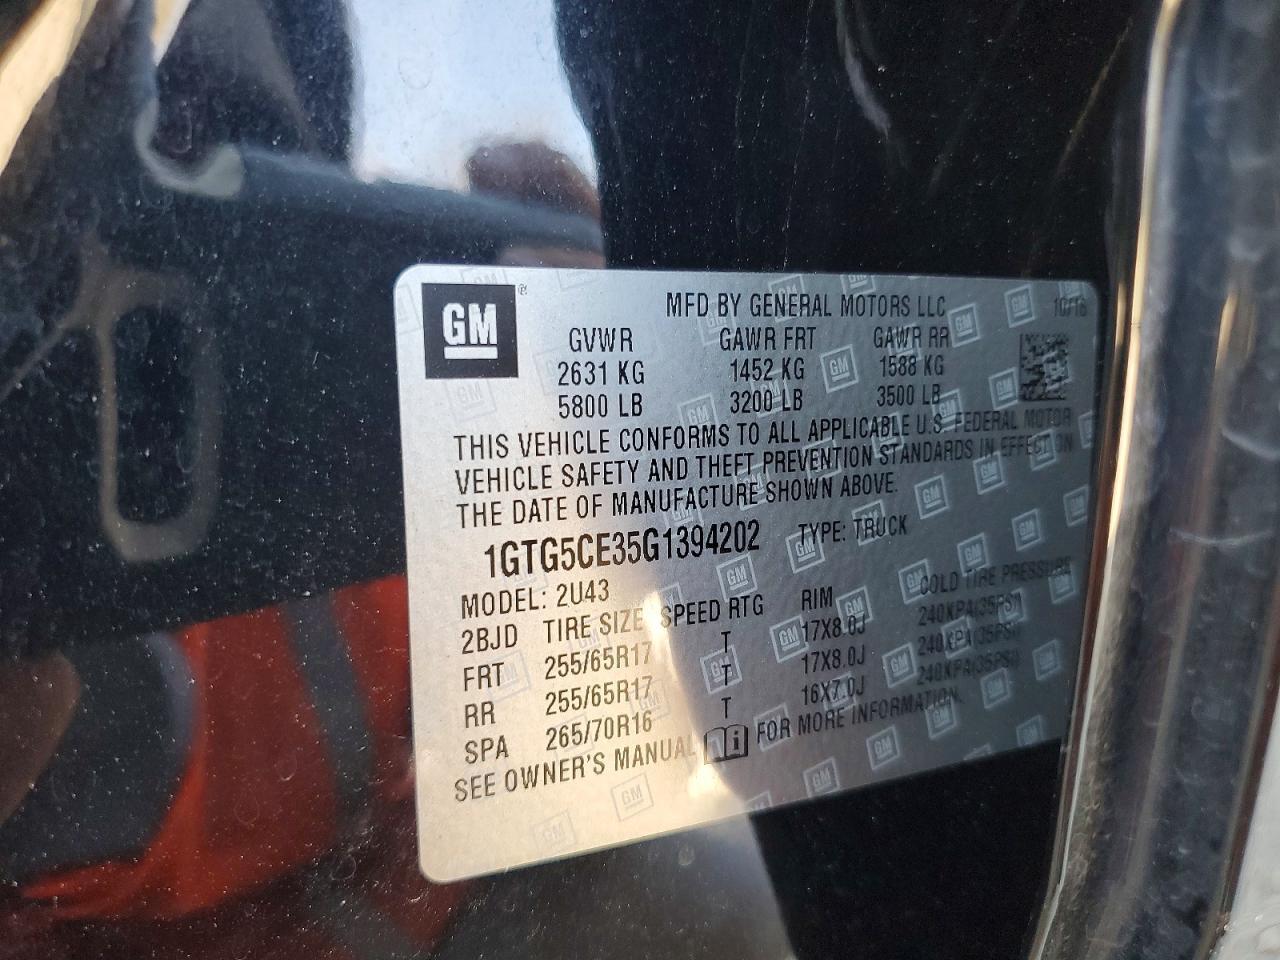 GM ®
MFD BY GENERAL MOTORS LLC 10/16
GVWR GAWR FRT GAWR RR
2631 KG 1452 KG 1588 KG
5800 LB 3200 LB 3500 LB
THIS VEHICLE CONFORMS TO ALL APPLICABLE U.S. FEDERAL MOTOR
VEHICLE SAFETY AND THEFT PREVENTION STANDARDS IN EFFECT ON
THE DATE OF MANUFACTURE SHOWN ABOVE.
1GTG5CE35G1394202 TYPE: TRUCK
MODEL: 2U43
2BJD TIRE SIZE SPEED RTG RIM COLD TIRE PRESSURE
FRT 255/65R17 T 17X8.0J 240KPA(35PSI)
RR 255/65R17 T 17X8.0J 240KPA(35PSI)
SPA 265/70R16 T 16X7.0J 240KPA(35PSI)
SEE OWNER'S MANUAL FOR MORE INFORMATION.